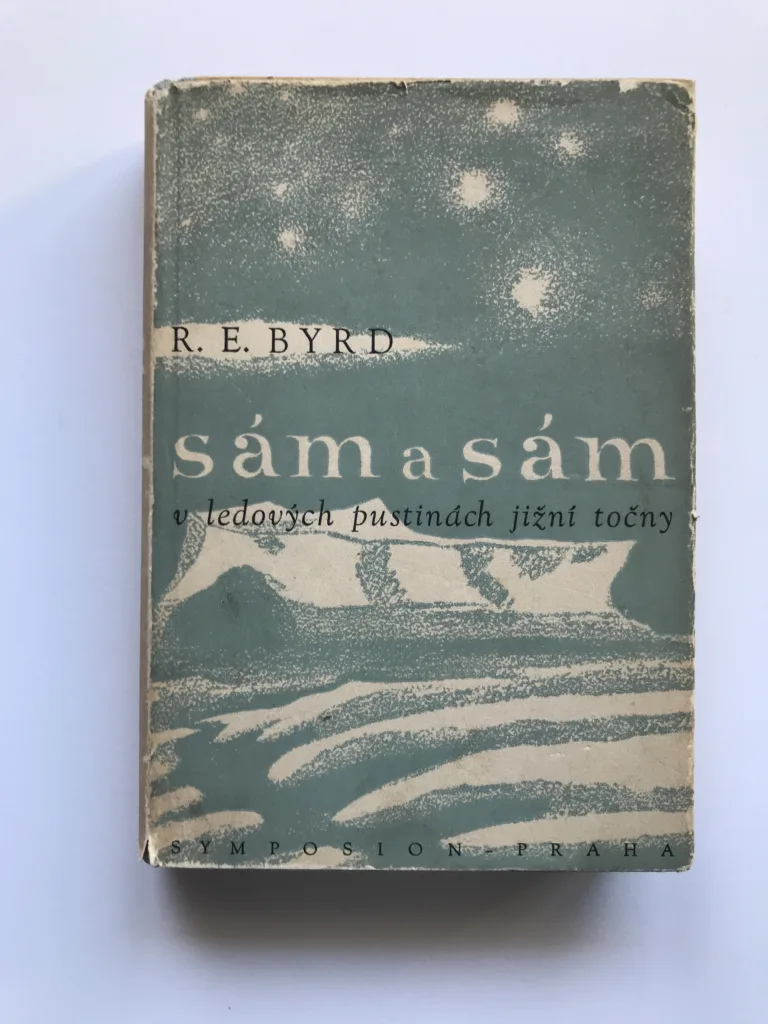 R. E. BYRD
sám a sám
v ledových pustinách jižní točny
SYMPOSION - PRAHA